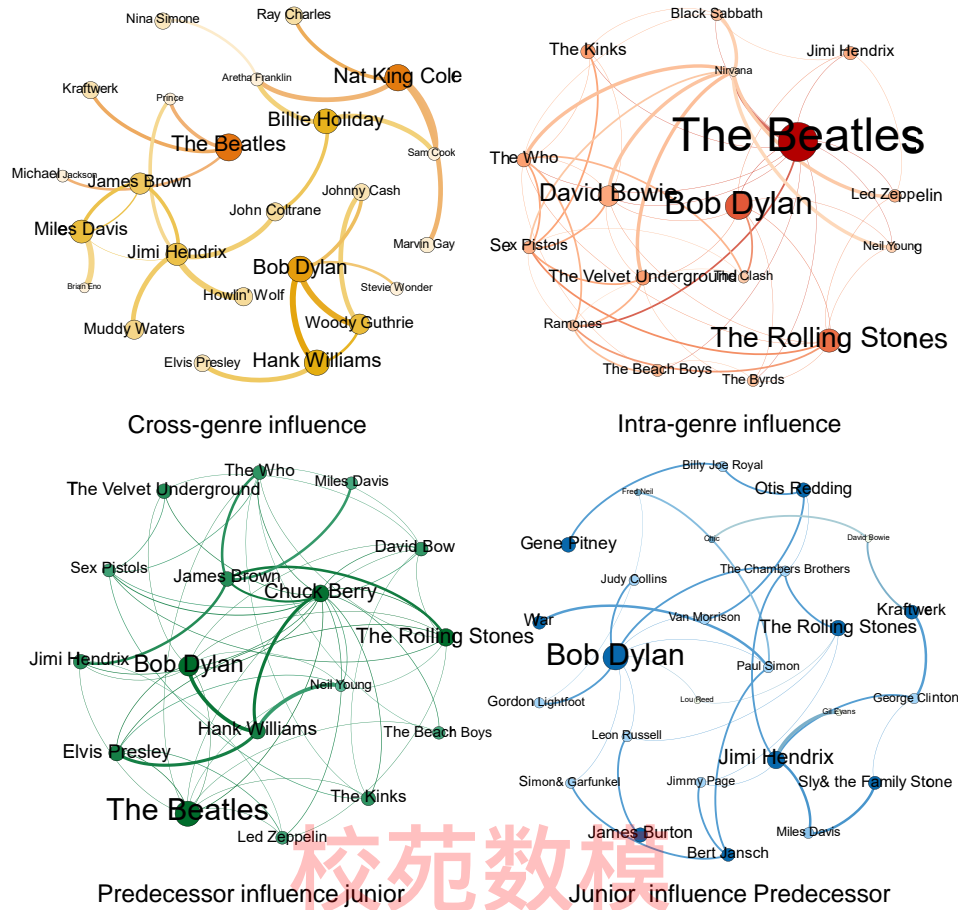 Ray Charles
Nina Simone
Nat King Cole
Aretha Franklin
Kraftwerk
Prince
Billie Holiday
The Beatles
Sam Cook
Michael Jackson
James Brown
Johnny Cash
John Coltrane
Miles Davis
Marvin Gay
Jimi Hendrix
Bob Dylan
Brian Eno
Howlin' Wolf
Stevie Wonder
Muddy Waters
Woody Guthrie
Elvis Presley
Hank Williams
Cross-genre influence
Black Sabbath
The Kinks
Jimi Hendrix
Nirvana
The Beatles
The Who
David Bowie
Bob Dylan
Led Zeppelin
Sex Pistols
Neil Young
The Velvet Underground
The Clash
Ramones
The Rolling Stones
The Beach Boys
The Byrds
Intra-genre influence
The Who
The Velvet Underground
Miles Davis
David Bow
Sex Pistols
James Brown
Chuck Berry
The Rolling Stones
Jimi Hendrix
Bob Dylan
Neil Young
Hank Williams
The Beach Boys
Elvis Presley
The Beatles
The Kinks
Led Zeppelin
Predecessor influence junior
Billy Joe Royal
Fred Neil
Otis Redding
Gene Pitney
Chic
David Bowie
Judy Collins
The Chambers Brothers
War
Van Morrison
Kraftwerk
The Rolling Stones
Bob Dylan
Paul Simon
Gordon Lightfoot
Lou Reed
George Clinton
Gil Evans
Leon Russell
Jimi Hendrix
Simon& Garfunkel
Jimmy Page
Sly& the Family Stone
James Burton
Miles Davis
Bert Jansch
Junior influence Predecessor
校苑数模